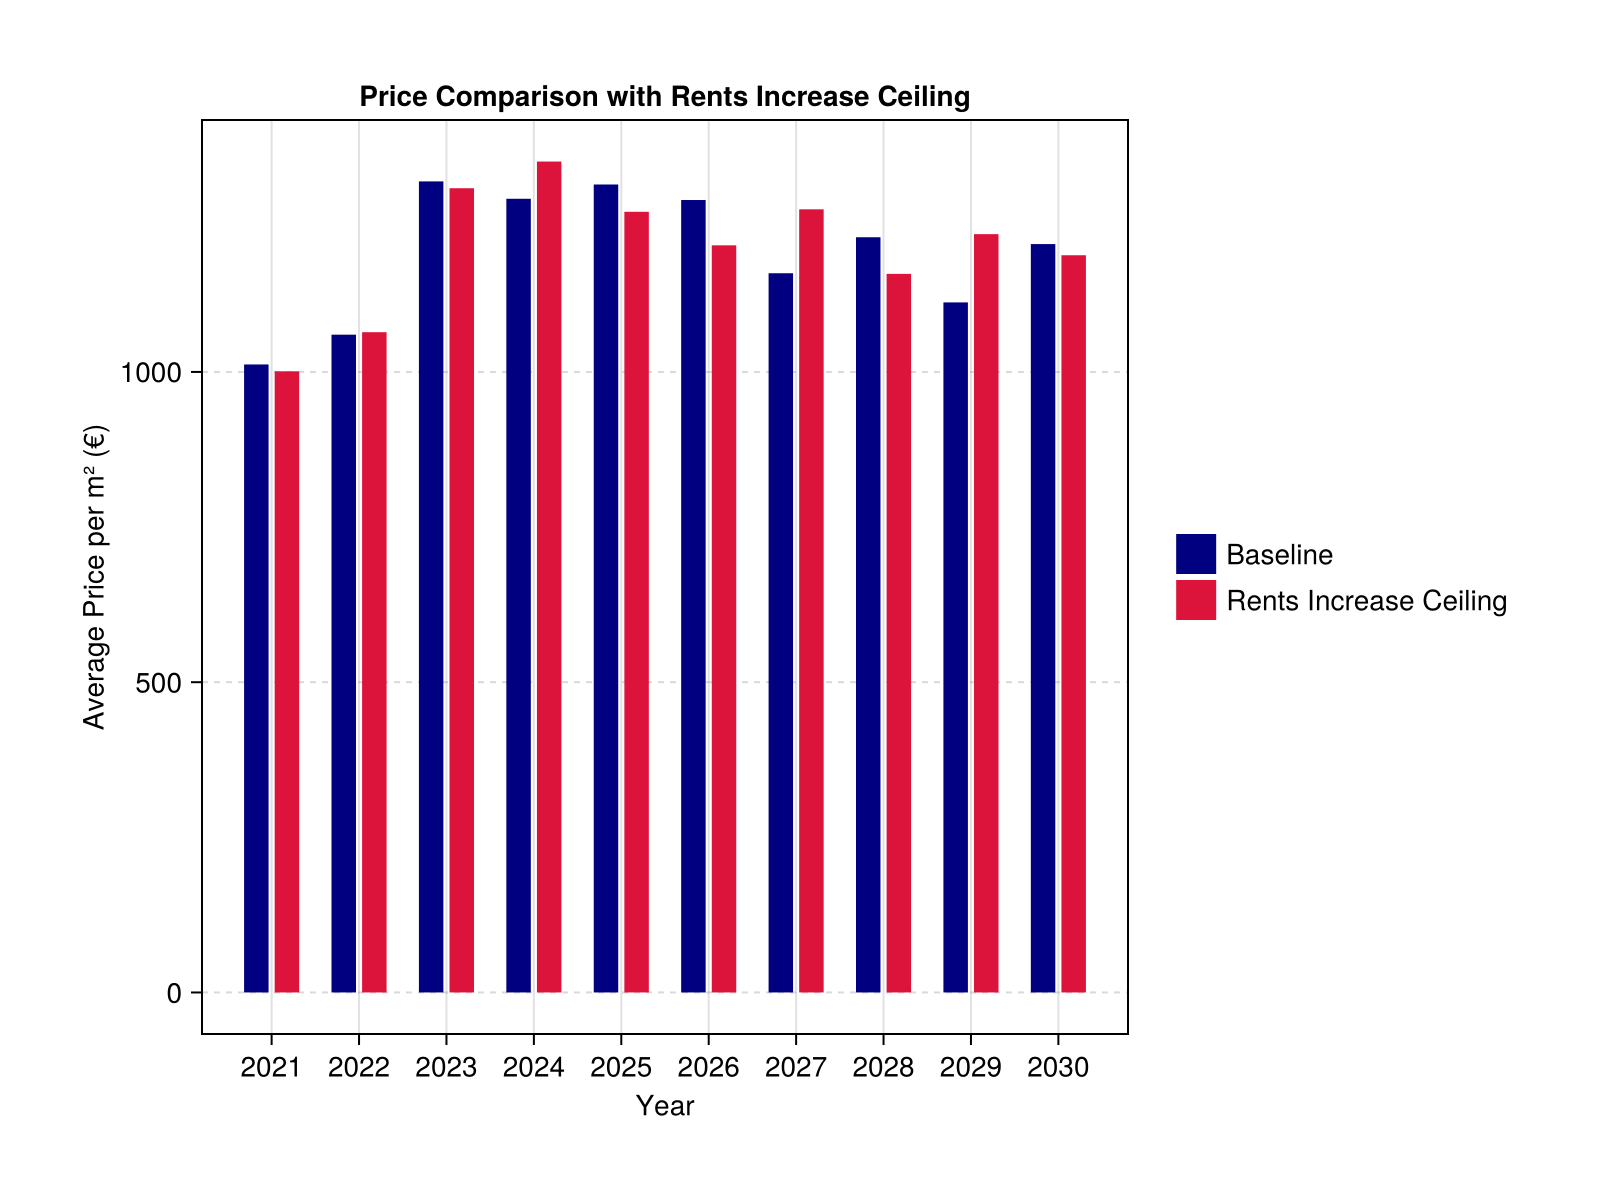 Price Comparison with Rents Increase Ceiling
Average Price per m² (€)
1000
500
0
2021 2022 2023 2024 2025 2026 2027 2028 2029 2030
Year
Baseline
Rents Increase Ceiling